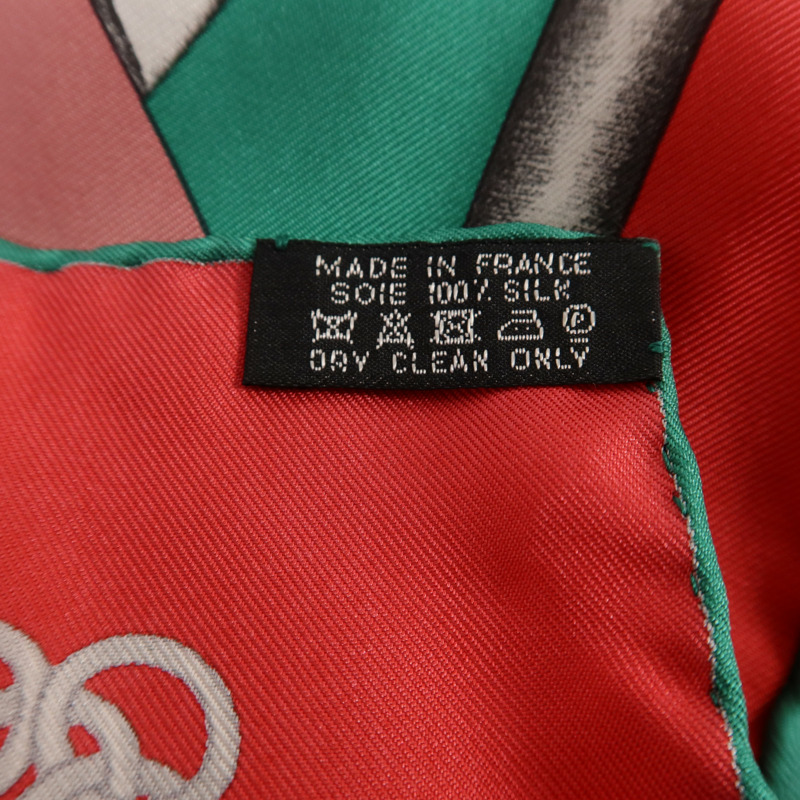 MADE IN FRANCE
SOIE 100% SILK
P
DRY CLEAN ONLY